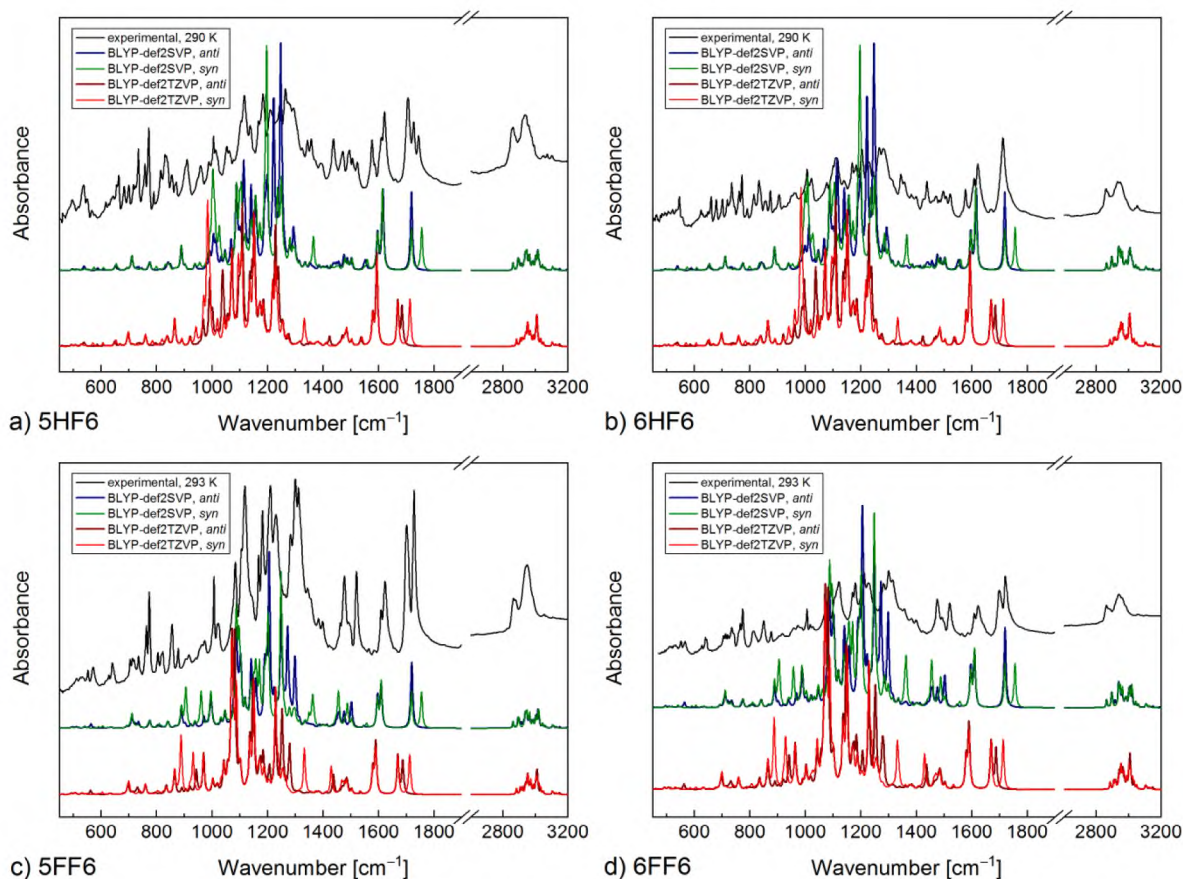 experimental, 290 K
BLYP-def2SVP, anti
BLYP-def2SVP, syn
BLYP-def2TZVP, anti
BLYP-def2TZVP, syn
Absorbance
600 800 1000 1200 1400 1600 1800 2800 3200
a) 5HF6
Wavenumber [cm⁻¹]
experimental, 290 K
BLYP-def2SVP, anti
BLYP-def2SVP, syn
BLYP-def2TZVP, anti
BLYP-def2TZVP, syn
Absorbance
600 800 1000 1200 1400 1600 1800 2800 3200
b) 6HF6
Wavenumber [cm⁻¹]
experimental, 293 K
BLYP-def2SVP, anti
BLYP-def2SVP, syn
BLYP-def2TZVP, anti
BLYP-def2TZVP, syn
Absorbance
600 800 1000 1200 1400 1600 1800 2800 3200
c) 5FF6
Wavenumber [cm⁻¹]
experimental, 293 K
BLYP-def2SVP, anti
BLYP-def2SVP, syn
BLYP-def2TZVP, anti
BLYP-def2TZVP, syn
Absorbance
600 800 1000 1200 1400 1600 1800 2800 3200
d) 6FF6
Wavenumber [cm⁻¹]